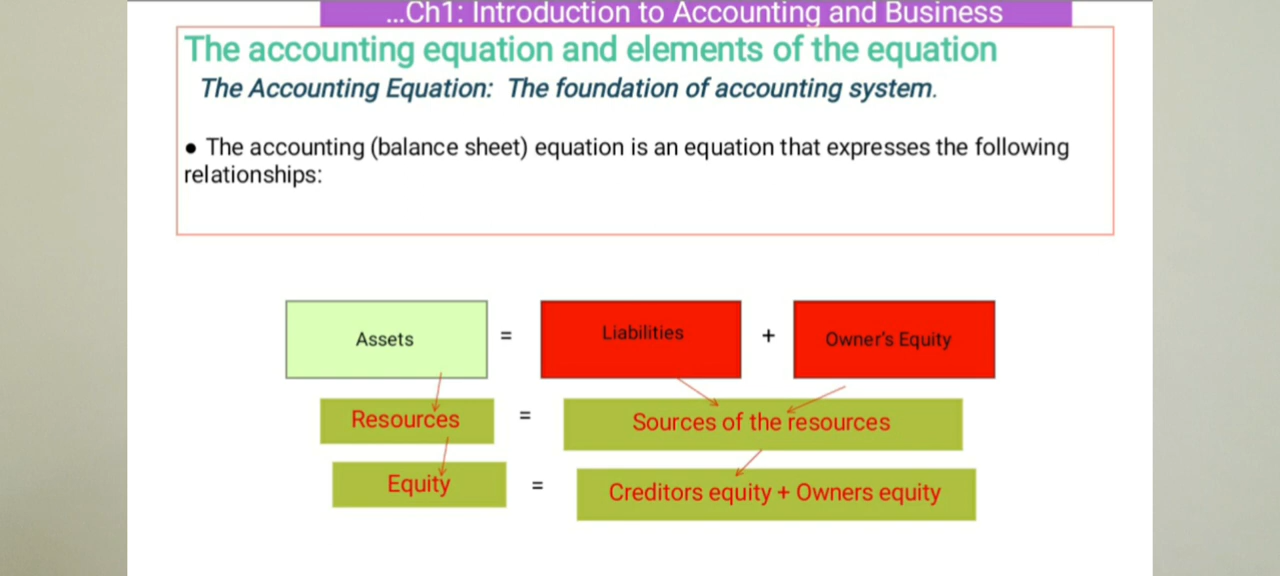 ...Ch1: Introduction to Accounting and Business
The accounting equation and elements of the equation
The Accounting Equation: The foundation of accounting system.
● The accounting (balance sheet) equation is an equation that expresses the following
relationships:
Assets = Liabilities + Owner's Equity
Resources = Sources of the resources
Equity = Creditors equity + Owners equity